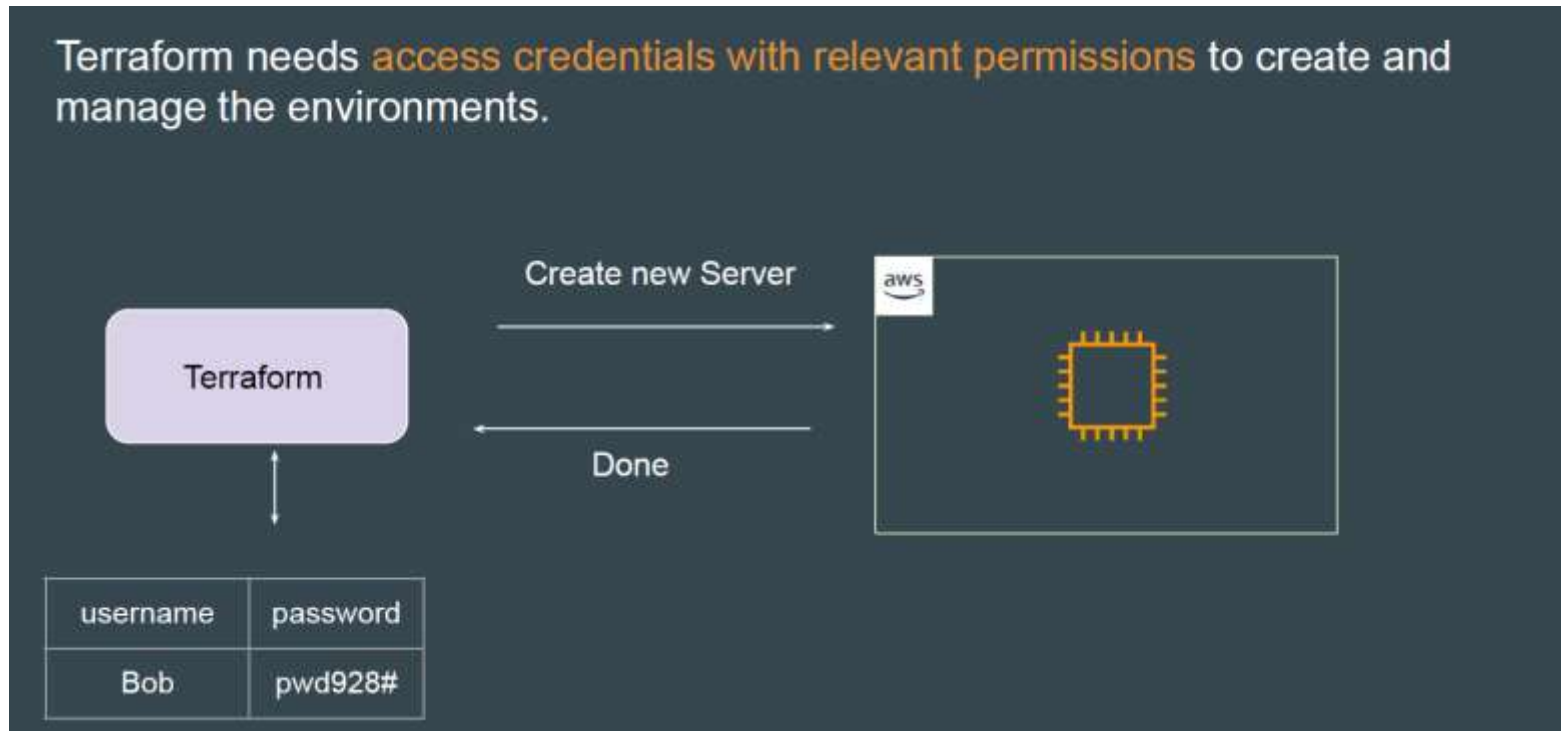 Terraform needs access credentials with relevant permissions to create and
manage the environments.
Create new Server
aws
Terraform
Done
username password
Bob pwd928#